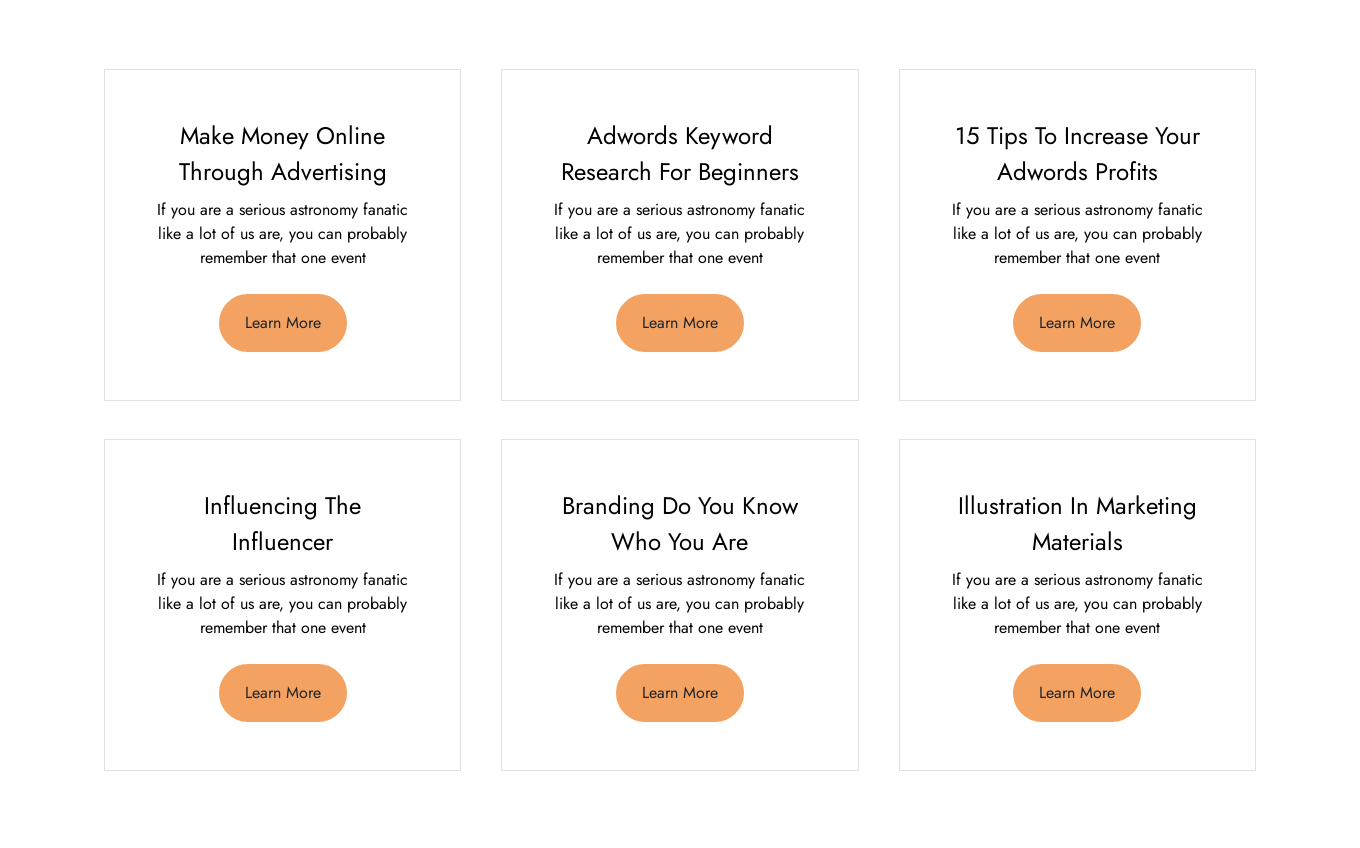 Make Money Online
Through Advertising
If you are a serious astronomy fanatic
like a lot of us are, you can probably
remember that one event
Learn More
Adwords Keyword
Research For Beginners
If you are a serious astronomy fanatic
like a lot of us are, you can probably
remember that one event
Learn More
15 Tips To Increase Your
Adwords Profits
If you are a serious astronomy fanatic
like a lot of us are, you can probably
remember that one event
Learn More
Influencing The
Influencer
If you are a serious astronomy fanatic
like a lot of us are, you can probably
remember that one event
Learn More
Branding Do You Know
Who You Are
If you are a serious astronomy fanatic
like a lot of us are, you can probably
remember that one event
Learn More
Illustration In Marketing
Materials
If you are a serious astronomy fanatic
like a lot of us are, you can probably
remember that one event
Learn More